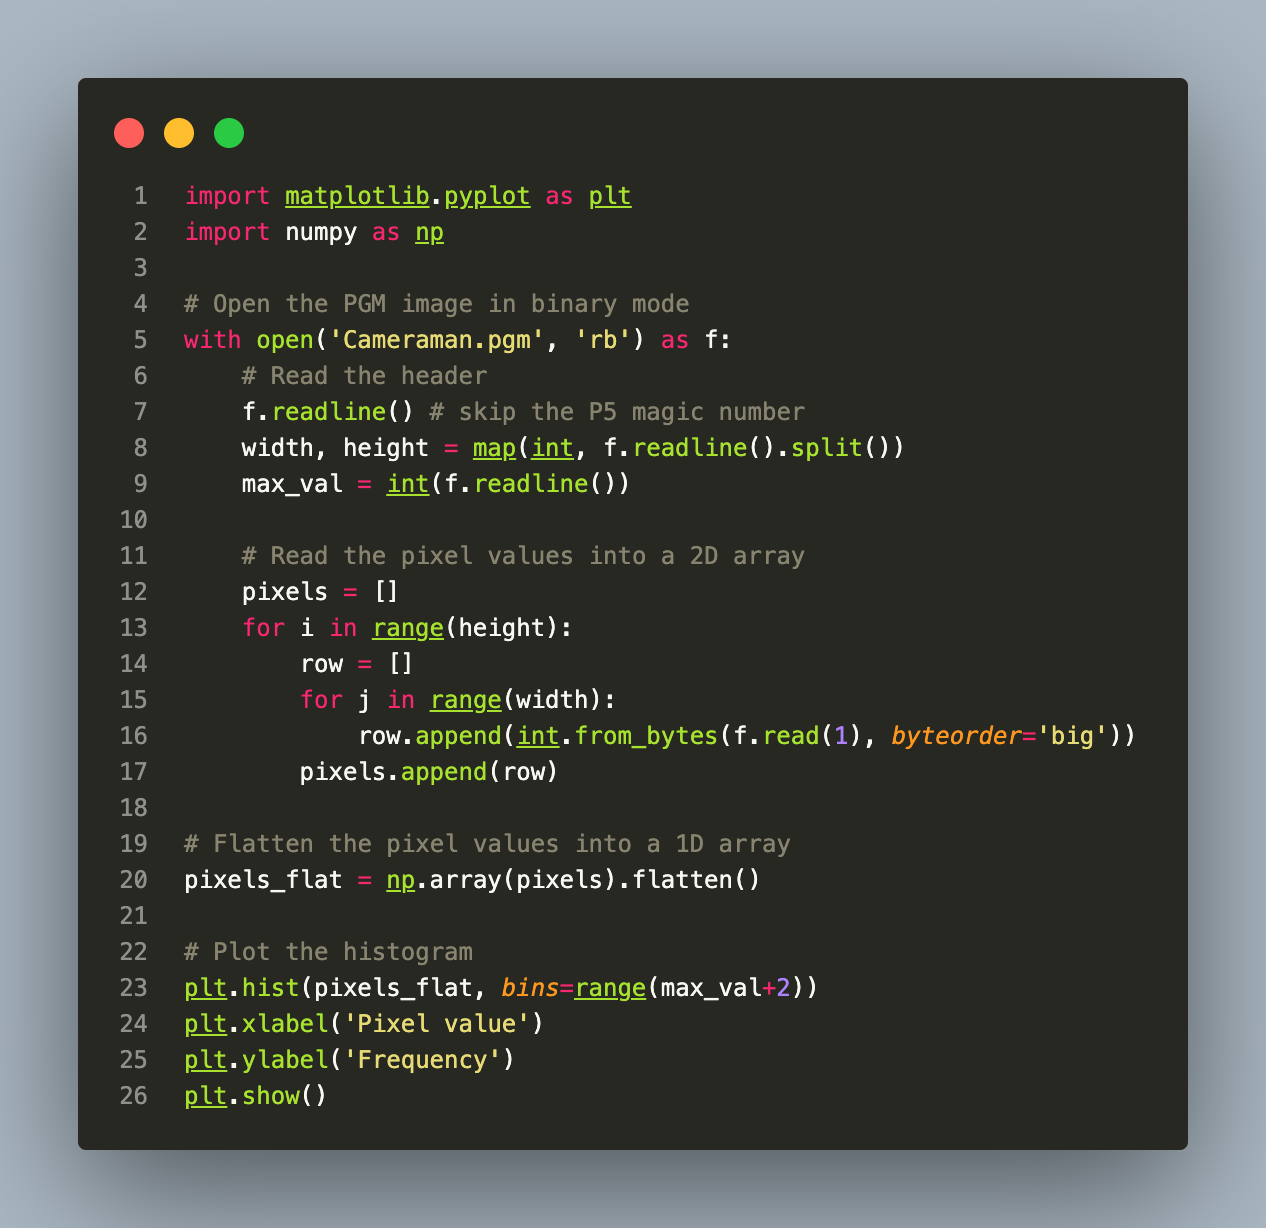 1 import matplotlib.pyplot as plt
2 import numpy as np
3
4 # Open the PGM image in binary mode
5 with open('Cameraman.pgm', 'rb') as f:
6     # Read the header
7     f.readline() # skip the P5 magic number
8     width, height = map(int, f.readline().split())
9     max_val = int(f.readline())
10
11     # Read the pixel values into a 2D array
12     pixels = []
13     for i in range(height):
14         row = []
15         for j in range(width):
16             row.append(int.from_bytes(f.read(1), byteorder='big'))
17         pixels.append(row)
18
19 # Flatten the pixel values into a 1D array
20 pixels_flat = np.array(pixels).flatten()
21
22 # Plot the histogram
23 plt.hist(pixels_flat, bins=range(max_val+2))
24 plt.xlabel('Pixel value')
25 plt.ylabel('Frequency')
26 plt.show()